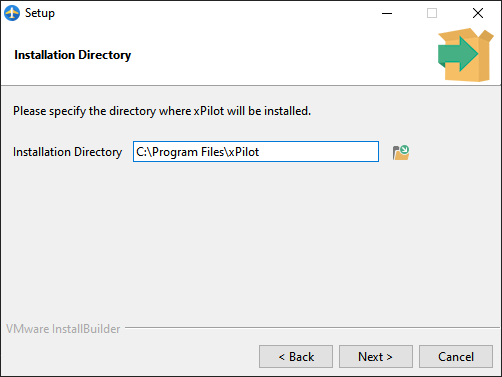 Setup
Installation Directory
Please specify the directory where xPilot will be installed.
Installation Directory C:\Program Files\xPilot
VMware InstallBuilder
< Back Next > Cancel